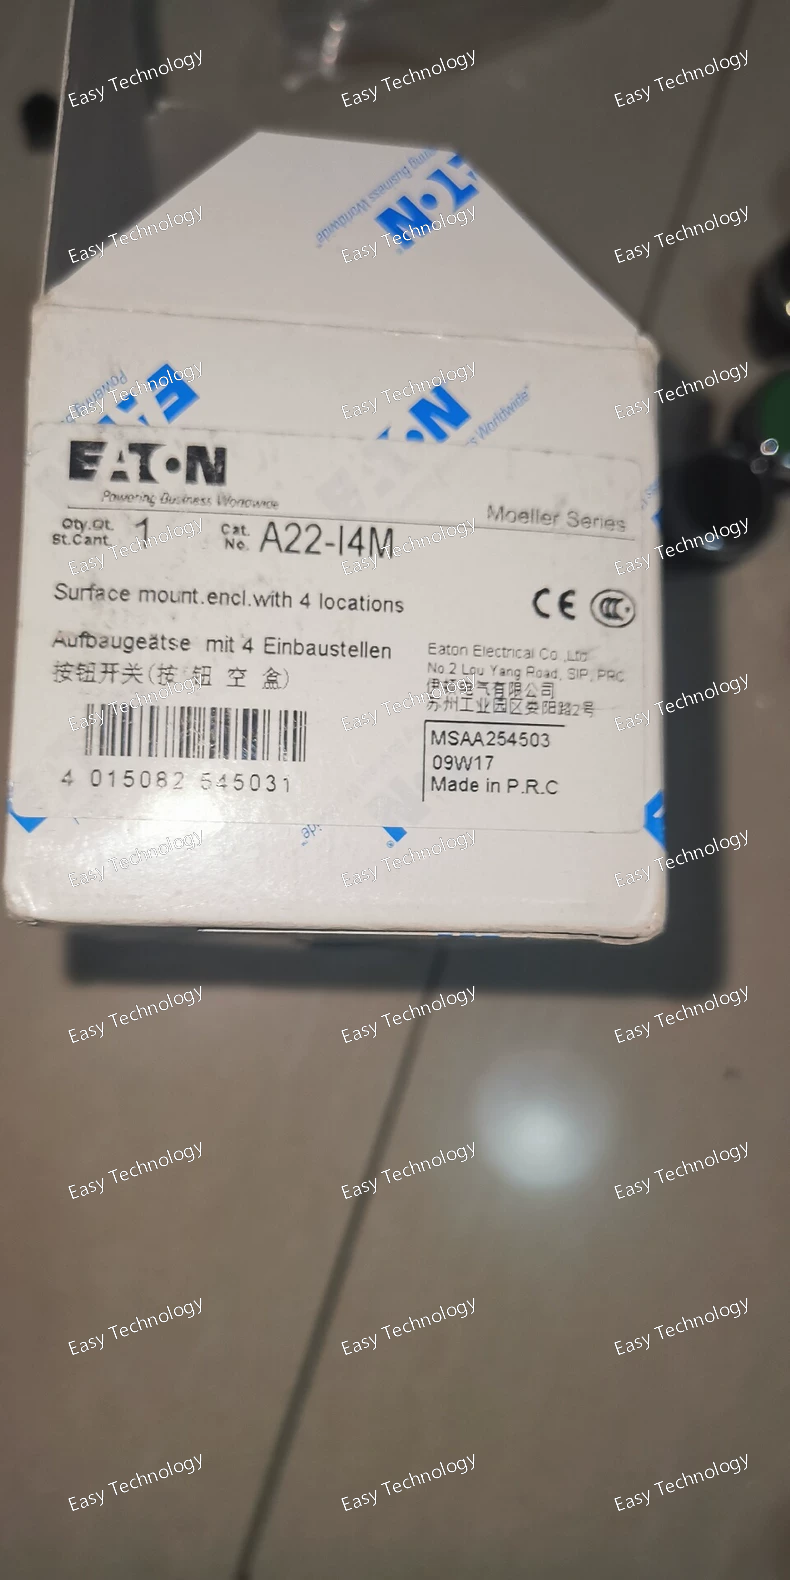 EATON
Powering Business Worldwide
Moeller Series
Qty.Qt. 1
St.Cant.
Cat. No. A22-I4M
Surface mount.encl.with 4 locations
Aufbaugeätse mit 4 Einbaustellen
按钮开关(按 钮 空 盒)
Eaton Electrical Co.,Ltd
No.2 Lou Yang Road, SIP, PRC
伊顿电气有限公司
苏州工业园区娄阳路2号
4 015082 545031
MSAA254503
09W17
Made in P.R.C
CE
CCC
Easy Technology